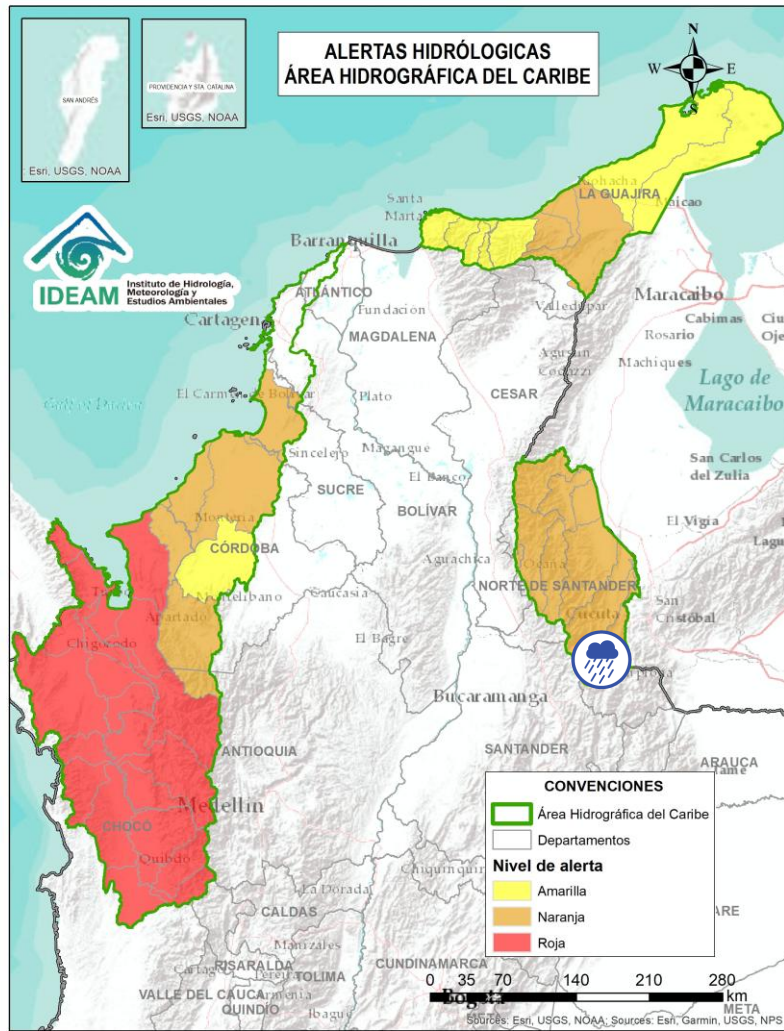 ALERTAS HIDRÓLOGICAS
ÁREA HIDROGRÁFICA DEL CARIBE
SAN ANDRÉS
Esri, USGS, NOAA
PROVIDENCIA Y STA. CATALINA
Esri, USGS, NOAA
N
W
E
S
IDEAM
Instituto de Hidrología,
Meteorología y
Estudios Ambientales
LA GUAJIRA
Maicao
Santa
Marta
Barranquilla
ATLÁNTICO
Cartagena
Fundación
MAGDALENA
Valledupar
Maracaibo
Cabimas
Rosario
Machiques
Agustín
Codazzi
CESAR
Lago de
Maracaibo
El Carmen de Bolívar
Plato
Sincelejo
Magangue
El Banco
SUCRE
BOLÍVAR
San Carlos
del Zulia
El Vigía
Montería
CÓRDOBA
Aguachica
Ocaña
NORTE DE SANTANDER
Montelibano
Caucasia
Cúcuta
San
Cristóbal
Apartado
Chigorodo
El Bagre
Bucaramanga
ANTIOQUIA
SANTANDER
ARAUCA
Medellín
CHOCÓ
Quibdó
La Dorada
CALDAS
Manizales
RISARALDA
TOLIMA
CUNDINAMARCA
VALLE DEL CAUCA
QUINDÍO
Ibagué
Bogotá
META
META
CONVENCIONES
Área Hidrográfica del Caribe
Departamentos
Nivel de alerta
Amarilla
Naranja
Roja
0 35 70 140 210 280
km
Sources: Esri, USGS, NOAA; Sources: Esri, Garmin, USGS, NPS